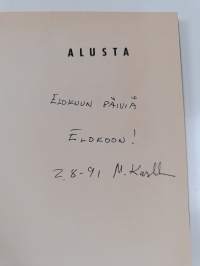 ALUSTA
ELOKUUN PÄIVIÄ
ELOKOON!
2.8-91 M.